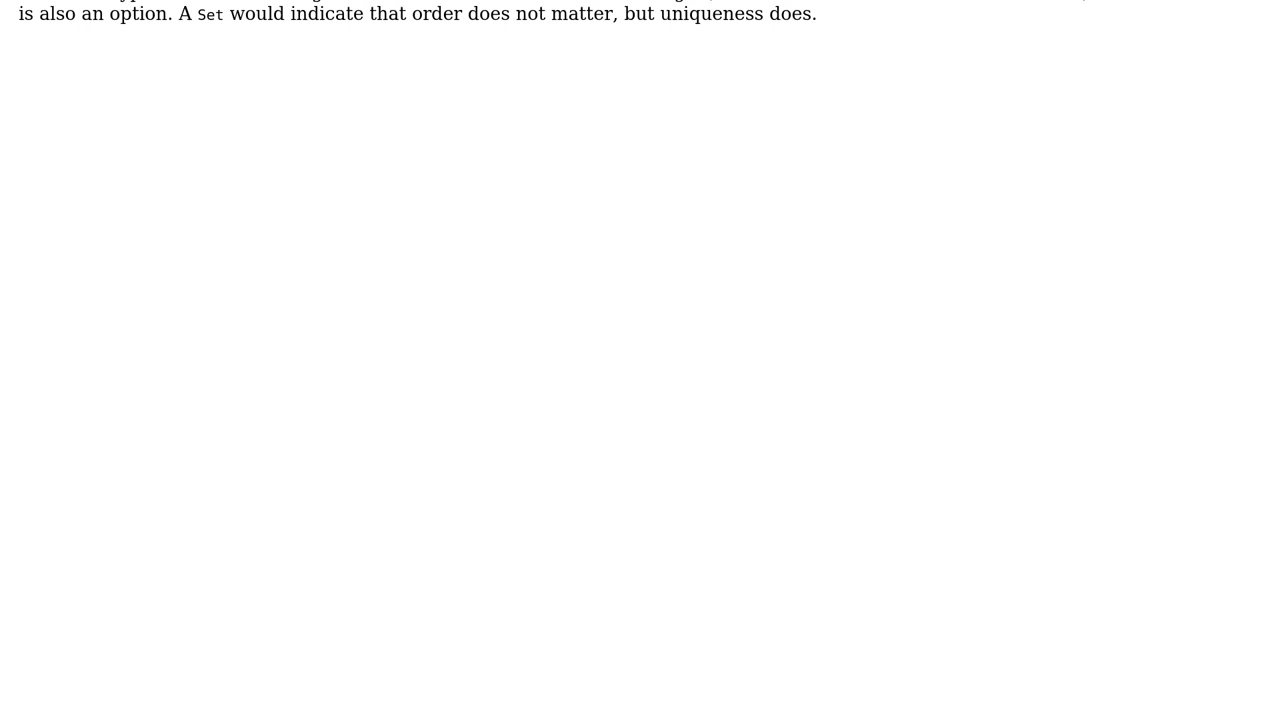 is also an option. A Set would indicate that order does not matter, but uniqueness does.